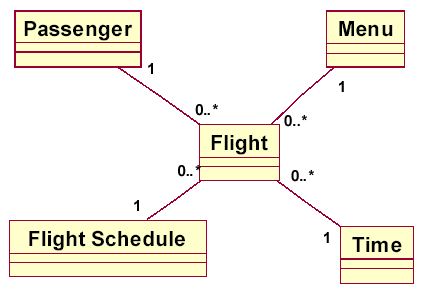 Passenger
Menu
1
1
0..*
0..*
Flight
0..*
0..*
1
1
Flight Schedule
Time